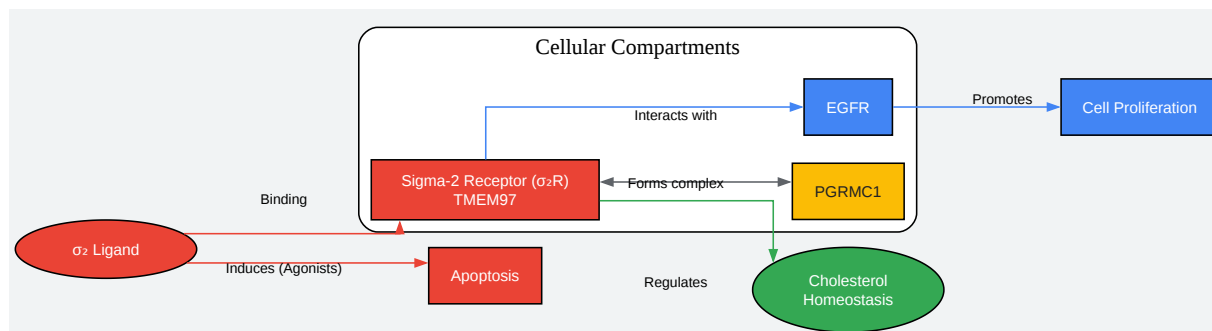 Cellular Compartments
EGFR
Promotes
Cell Proliferation
Interacts with
Sigma-2 Receptor (σ₂R)
TMEM97
Forms complex
PGRMC1
Binding
σ₂ Ligand
Induces (Agonists)
Apoptosis
Regulates
Cholesterol
Homeostasis